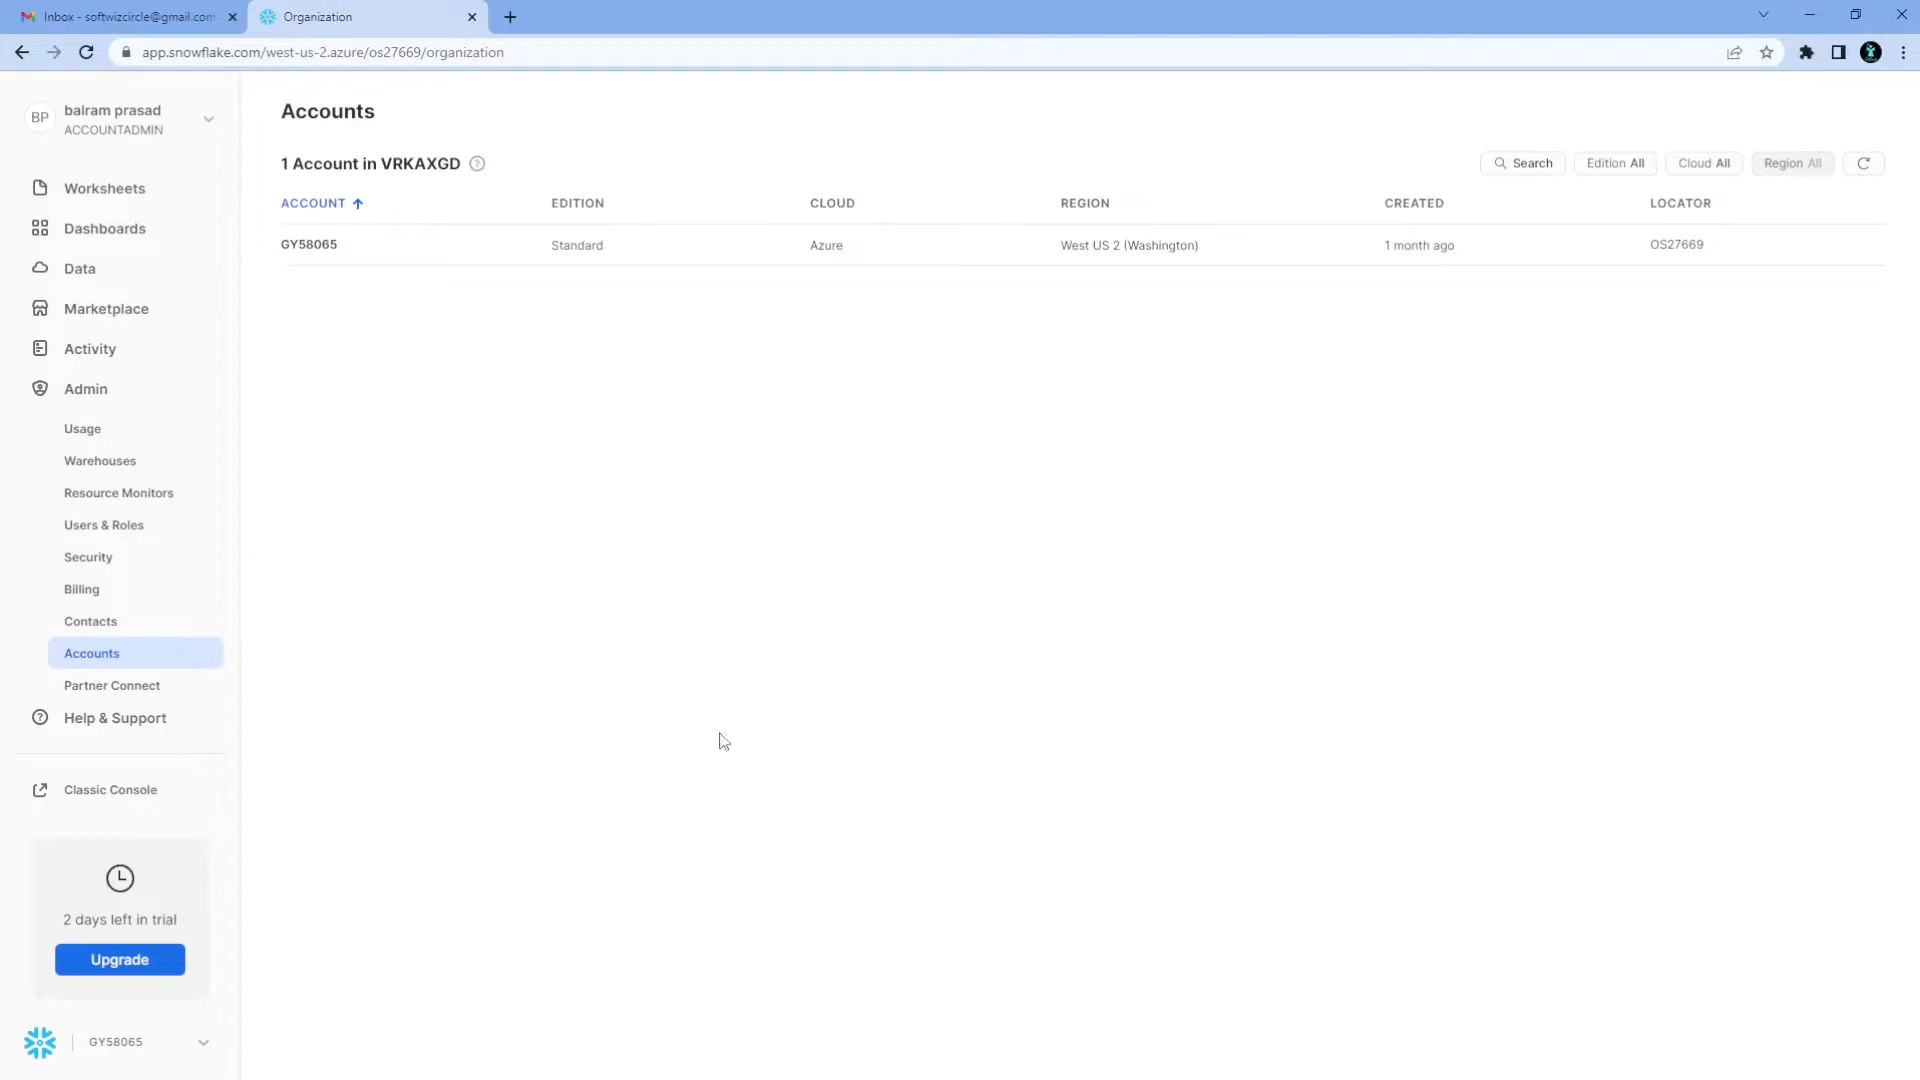 Inbox - softwizcircle@gmail.com
Organization
app.snowflake.com/west-us-2.azure/os27669/organization
BP
balram prasad
ACCOUNTADMIN
Worksheets
Dashboards
Data
Marketplace
Activity
Admin
Usage
Warehouses
Resource Monitors
Users & Roles
Security
Billing
Contacts
Accounts
Partner Connect
Help & Support
Classic Console
2 days left in trial
Upgrade
GY58065
Accounts
1 Account in VRKAXGD
Search
Edition All
Cloud All
Region All
ACCOUNT EDITION CLOUD REGION CREATED LOCATOR
GY58065 Standard Azure West US 2 (Washington) 1 month ago OS27669